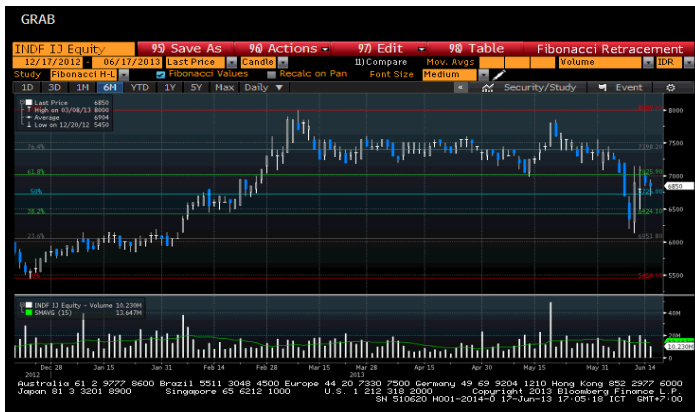 GRAB
INDF IJ Equity 95) Save As 96) Actions 97) Edit 98) Table Fibonacci Retracement
12/17/2012 - 06/17/2013 Last Price Candle 11)Compare Mov. Avgs Volume IDR
Study Fibonacci H-L Fibonacci Values Recalc on Pan Font Size Medium
1D 3D 1M 6M YTD 1Y 5Y Max Daily ▼ « Security/Study Event
Last Price 6850
High on 03/08/13 8000
Average 6904
Low on 12/20/12 5450
8000
76.4%
7500
61.8%
7000
6850
50%
38.2%
6500
23.6%
6051.80
6000
5500
INDF IJ Equity - Volume 10.230M
SMAVG (15) 13.647M
40M
20M
10.230M
0
Dec 28 Jan 15 Jan 31 Feb 14 Feb 28 Mar 15 Mar 28 Apr 15 Apr 30 May 15 May 31 Jun 14
2012 2013
Australia 61 2 9777 8600 Brazil 5511 3048 4500 Europe 44 20 7330 7500 Germany 49 69 9204 1210 Hong Kong 852 2977 6000
Japan 81 3 3201 8900 Singapore 65 6212 1000 U.S. 1 212 318 2000 Copyright 2013 Bloomberg Finance L.P.
SN 510620 H001-2014-0 17-Jun-13 17:05:18 ICT GMT+7:00